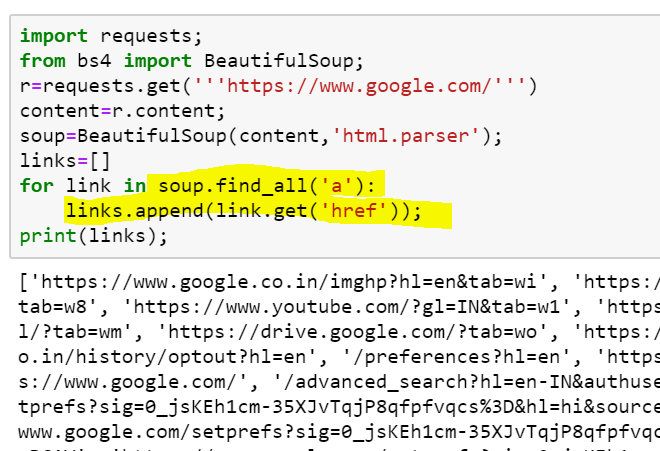 import requests;
from bs4 import BeautifulSoup;
r=requests.get('''https://www.google.com/''')
content=r.content;
soup=BeautifulSoup(content,'html.parser');
links=[]
for link in soup.find_all('a'):
    links.append(link.get('href'));
print(links);
['https://www.google.co.in/imghp?hl=en&tab=wi', 'https:/
tab=w8', 'https://www.youtube.com/?gl=IN&tab=w1', 'https
l/?tab=wm', 'https://drive.google.com/?tab=wo', 'https:/
o.in/history/optout?hl=en', '/preferences?hl=en', 'https
s://www.google.com/', '/advanced_search?hl=en-IN&authuse
tprefs?sig=0_jsKEh1cm-35XJvTqjP8qfpfvqcs%3D&hl=hi&source
www.google.com/setprefs?sig=0_jsKEh1cm-35XJvTqjP8qfpfvqc